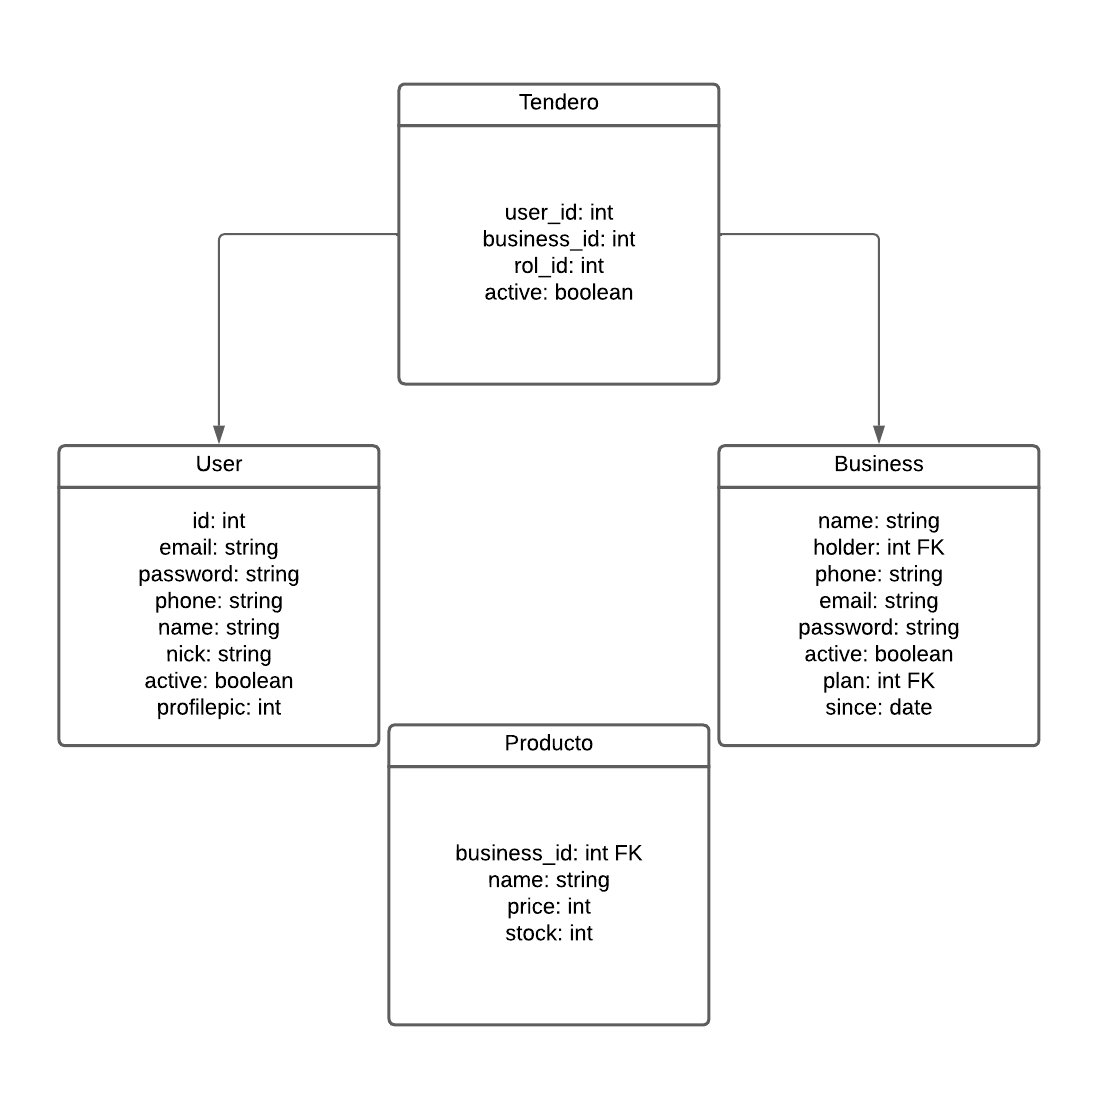 Tendero
user_id: int
business_id: int
rol_id: int
active: boolean
User
id: int
email: string
password: string
phone: string
name: string
nick: string
active: boolean
profilepic: int
Business
name: string
holder: int FK
phone: string
email: string
password: string
active: boolean
plan: int FK
since: date
Producto
business_id: int FK
name: string
price: int
stock: int